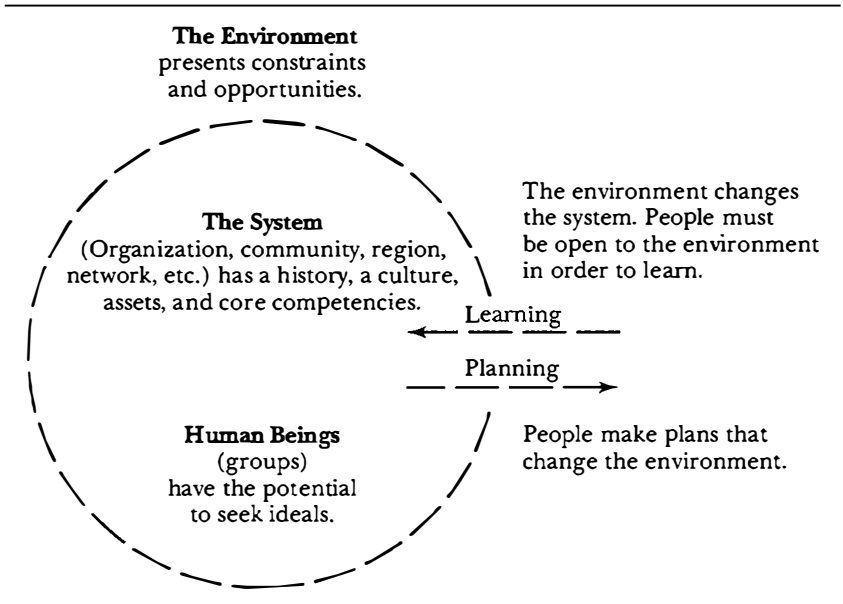 The Environment
presents constraints
and opportunities.
The System
(Organization, community, region,
network, etc.) has a history, a culture,
assets, and core competencies.
The environment changes
the system. People must
be open to the environment
in order to learn.
Learning
Planning
Human Beings
(groups)
have the potential
to seek ideals.
People make plans that
change the environment.